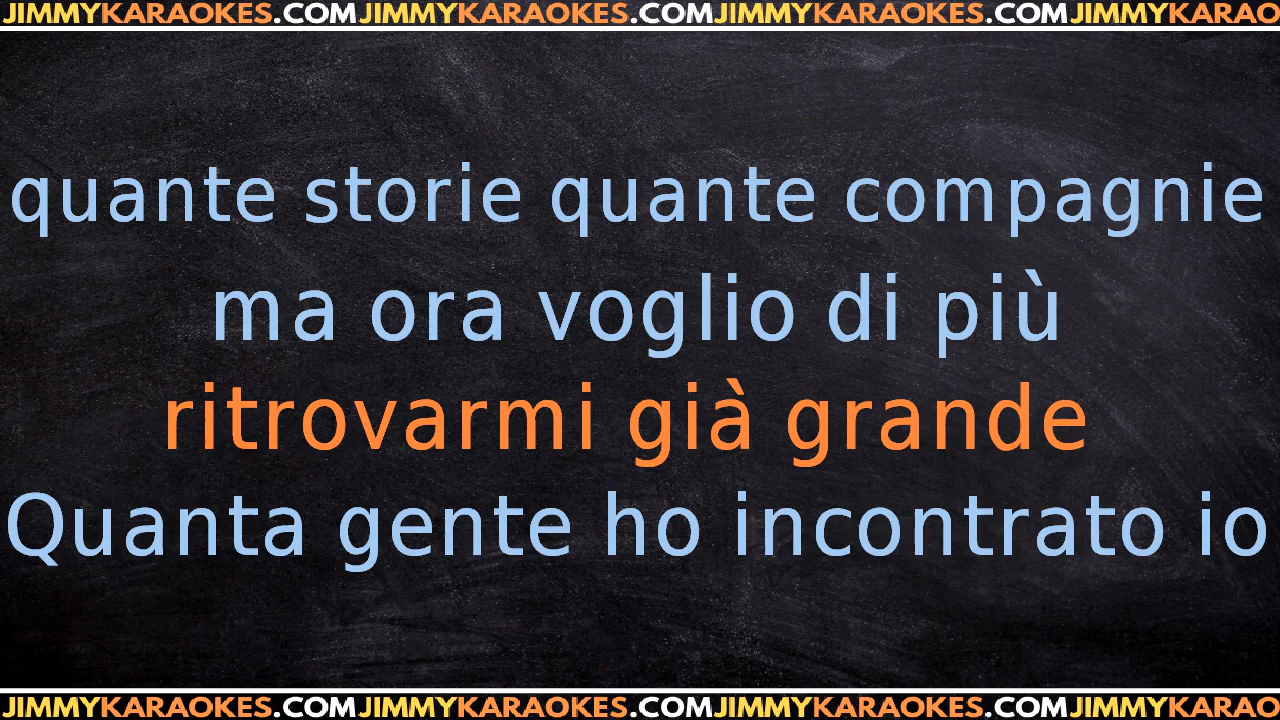 JIMMYKARAOKES.COMJIMMYKARAOKES.COMJIMMYKARAOKES.COMJIMMYKARAO
quante storie quante compagnie
ma ora voglio di più
ritrovarmi già grande
Quanta gente ho incontrato io
JIMMYKARAOKES.COMJIMMYKARAOKES.COMJIMMYKARAOKES.COMJIMMYKARAO